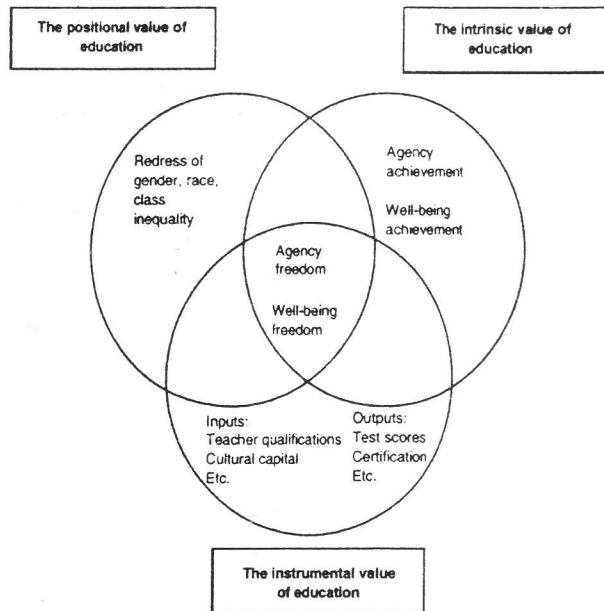 The positional value of
education
The intrinsic value of
education
Redress of
gender, race,
class
inequality
Agency
achievement
Well-being
achievement
Agency
freedom
Well-being
freedom
Inputs:
Teacher qualifications
Cultural capital
Etc.
Outputs:
Test scores
Certification
Etc.
The instrumental value
of education